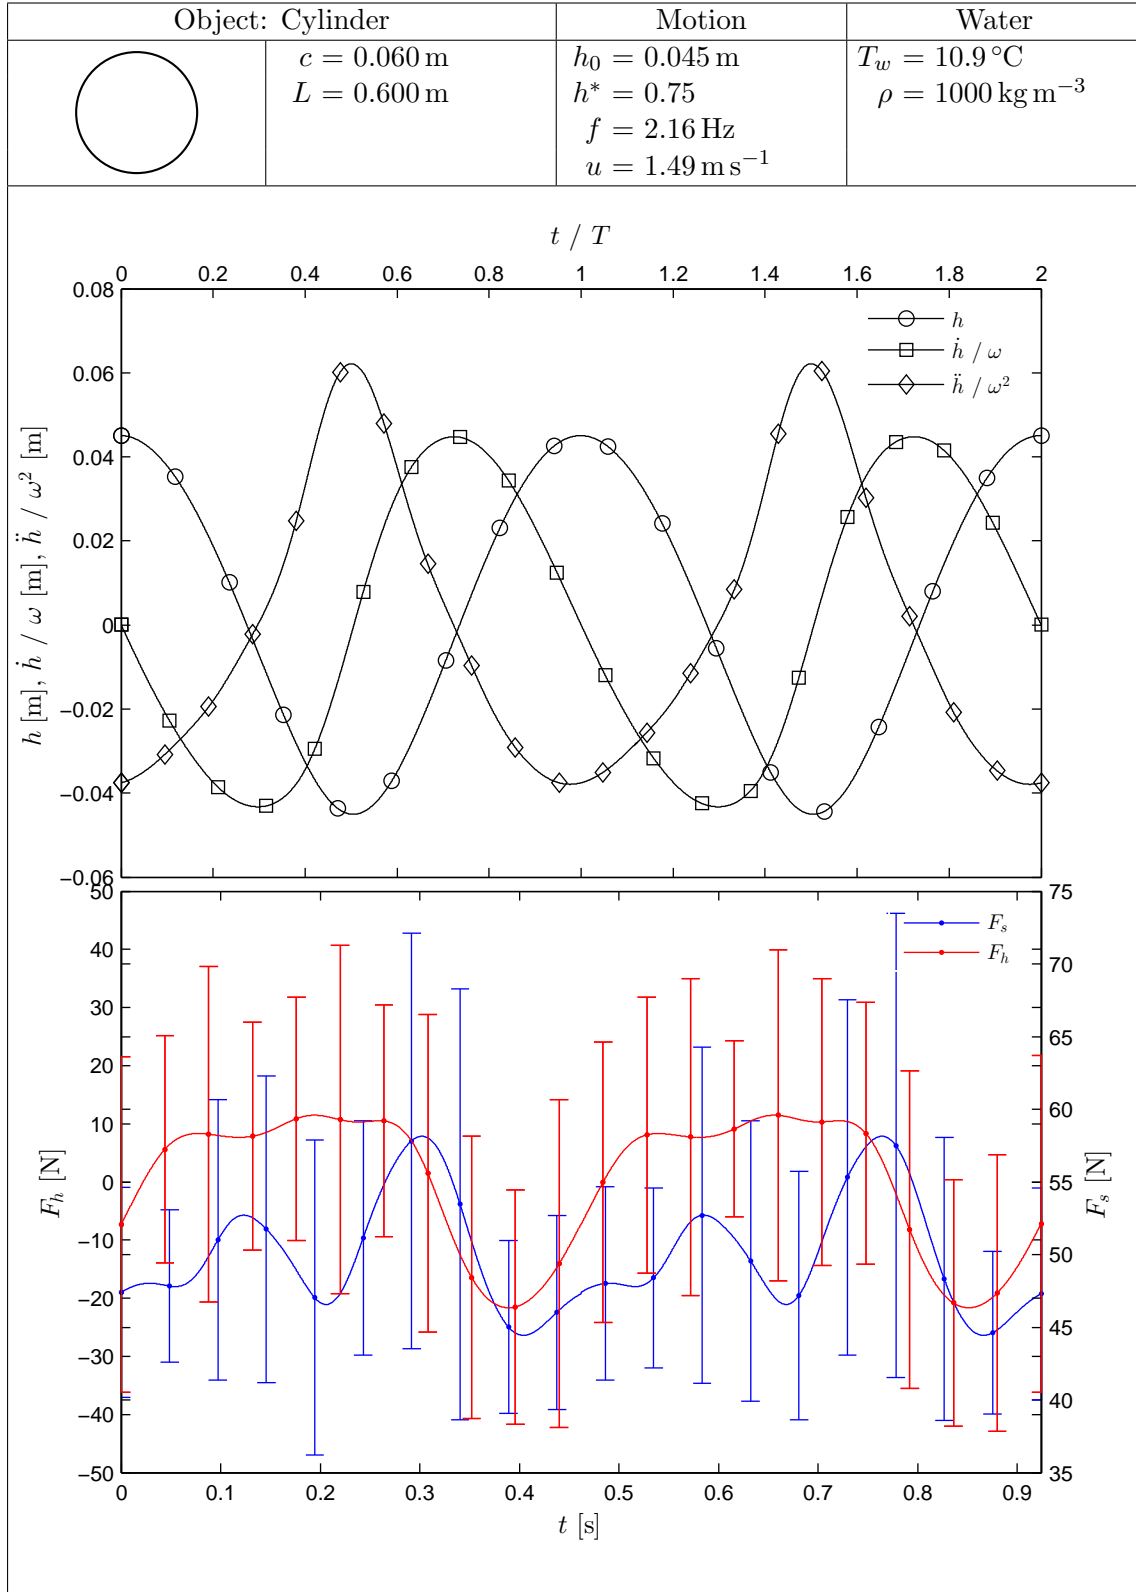 Object: Cylinder Motion Water
c = 0.060 m h₀ = 0.045 m T_w = 10.9 °C
L = 0.600 m h* = 0.75 ρ = 1000 kg m⁻³
f = 2.16 Hz
u = 1.49 m s⁻¹
t / T
0 0.2 0.4 0.6 0.8 1 1.2 1.4 1.6 1.8 2
0.08
0.06
0.04
0.02
0
−0.02
−0.04
−0.06
h [m], ḣ / ω [m], ḧ / ω² [m]
h
ḣ / ω
ḧ / ω²
50
40
30
20
10
0
−10
−20
−30
−40
−50
F_h [N]
F_s
F_h
75
70
65
60
55
50
45
40
35
F_s [N]
0 0.1 0.2 0.3 0.4 0.5 0.6 0.7 0.8 0.9
t [s]